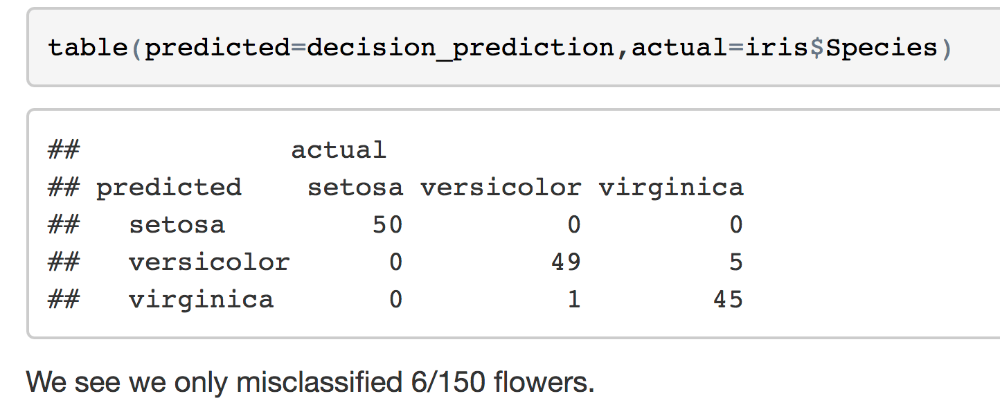 table(predicted=decision_prediction,actual=iris$Species)
##             actual
## predicted    setosa versicolor virginica
##   setosa         50          0         0
##   versicolor      0         49         5
##   virginica       0          1        45
We see we only misclassified 6/150 flowers.